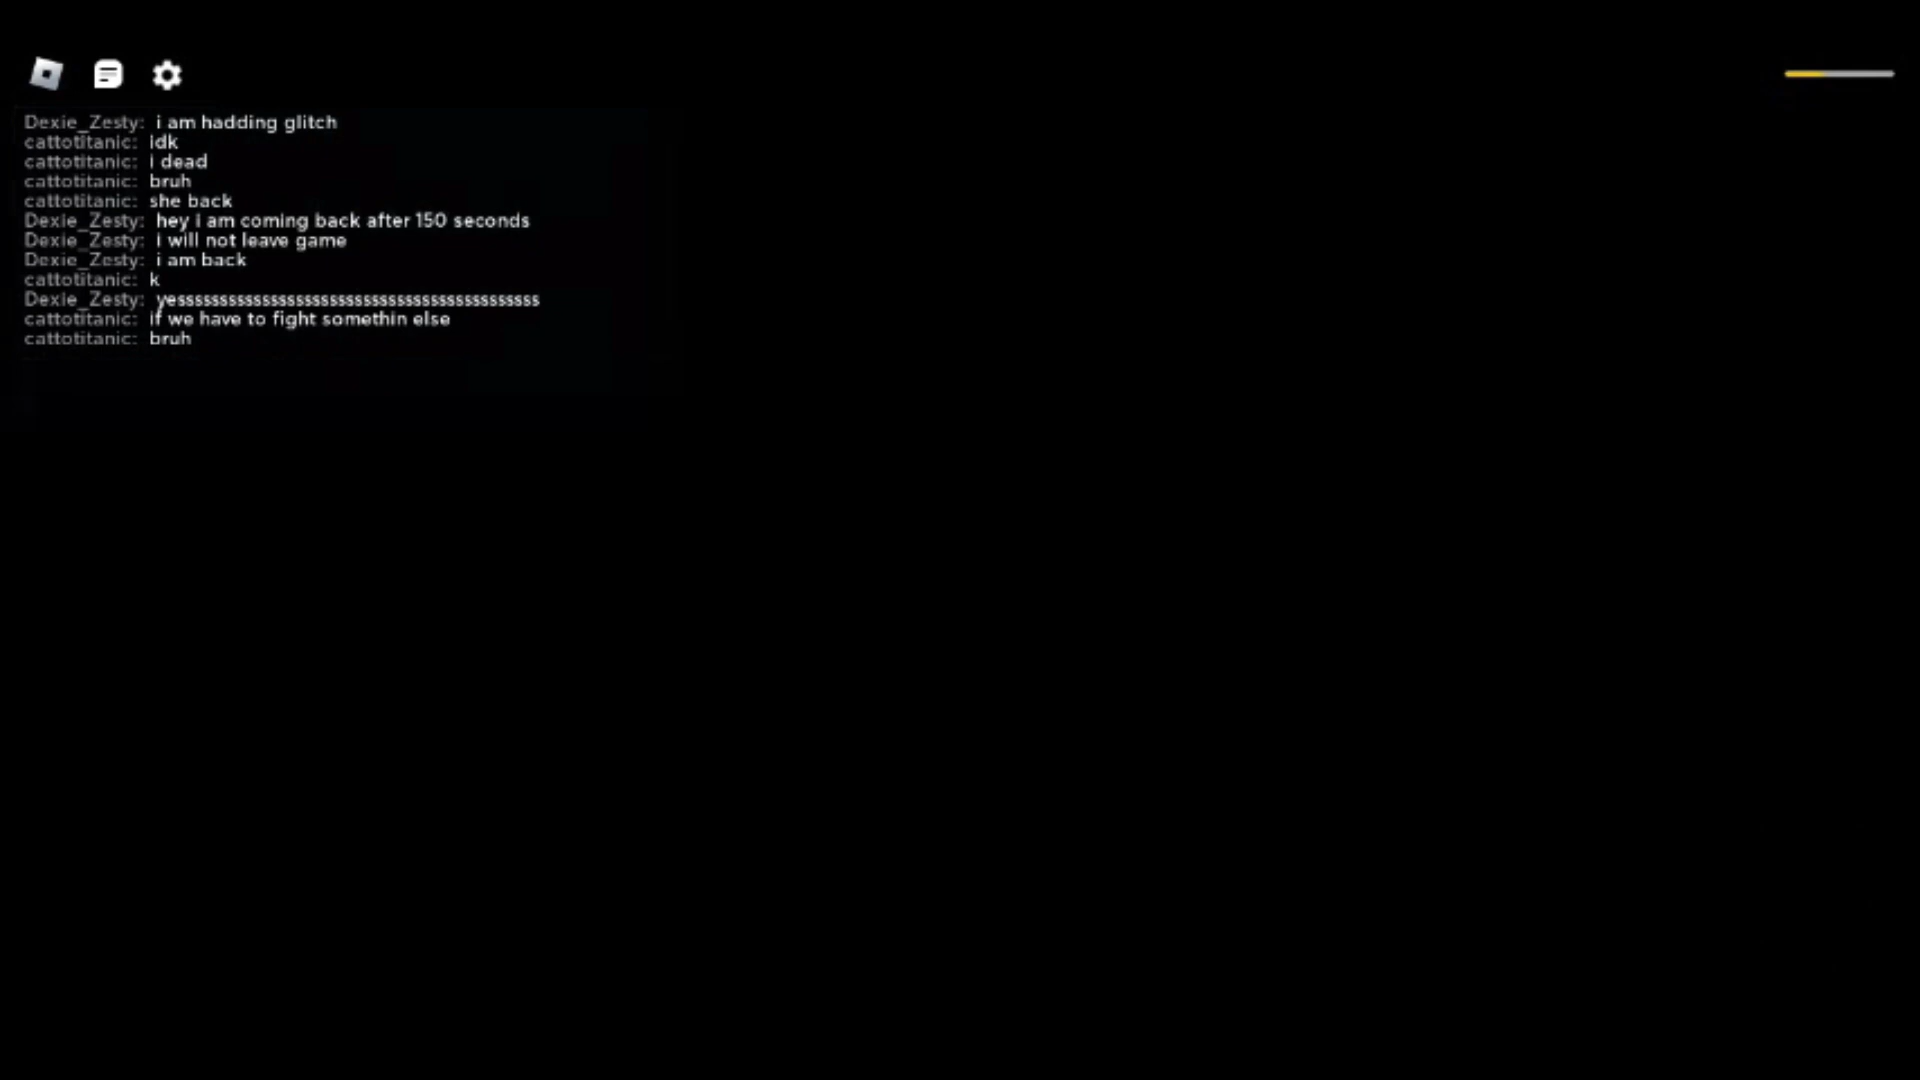 Dexie_Zesty: i am hadding glitch
cattotitanic: idk
cattotitanic: i dead
cattotitanic: bruh
cattotitanic: she back
Dexie_Zesty: hey i am coming back after 150 seconds
Dexie_Zesty: i will not leave game
Dexie_Zesty: i am back
cattotitanic: k
Dexie_Zesty: yesssssssssssssssssssssssssssssssssssssssssss
cattotitanic: if we have to fight somethin else
cattotitanic: bruh